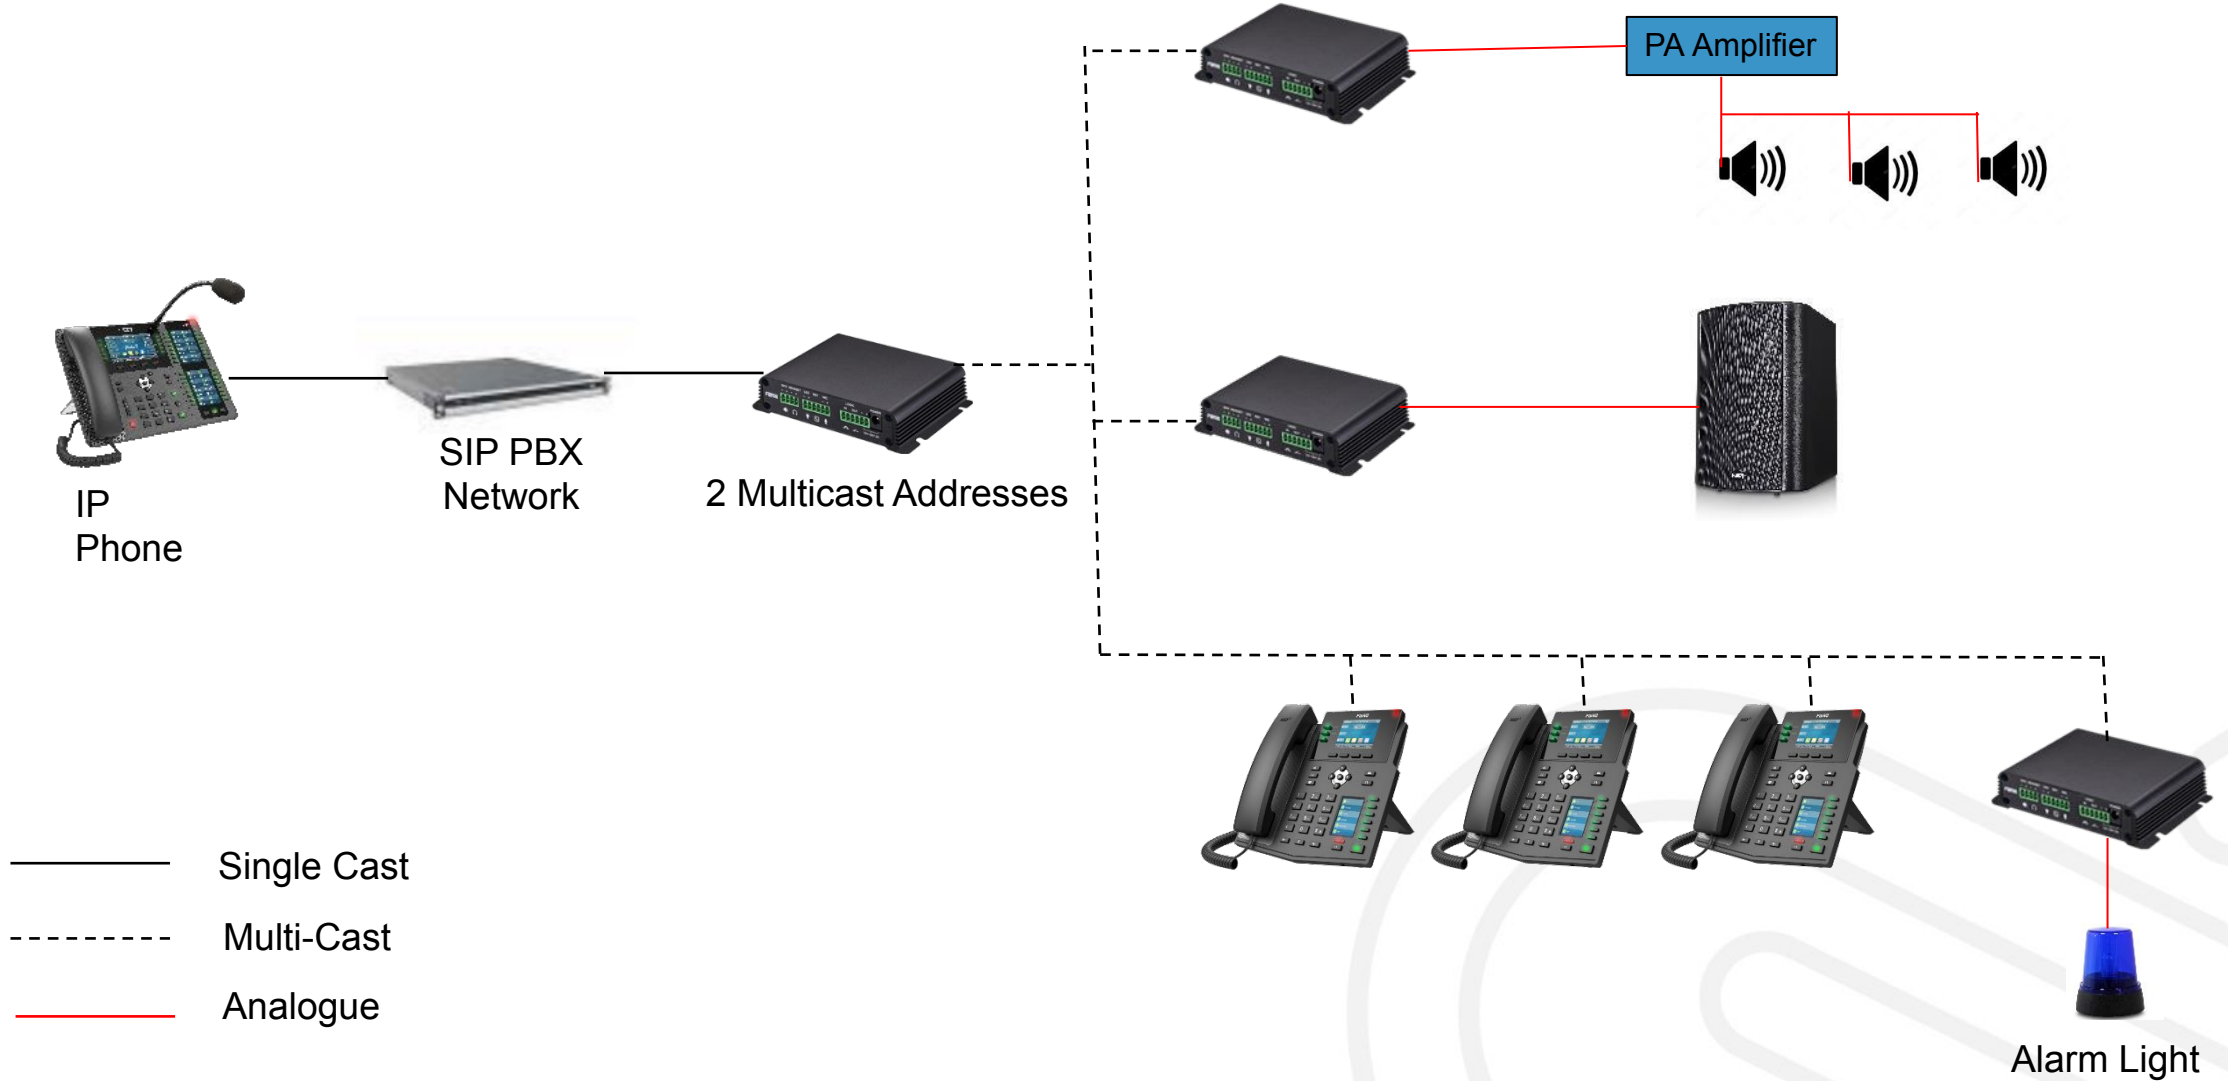 PA Amplifier
SIP PBX
Network
2 Multicast Addresses
IP
Phone
Single Cast
Multi-Cast
Analogue
Alarm Light